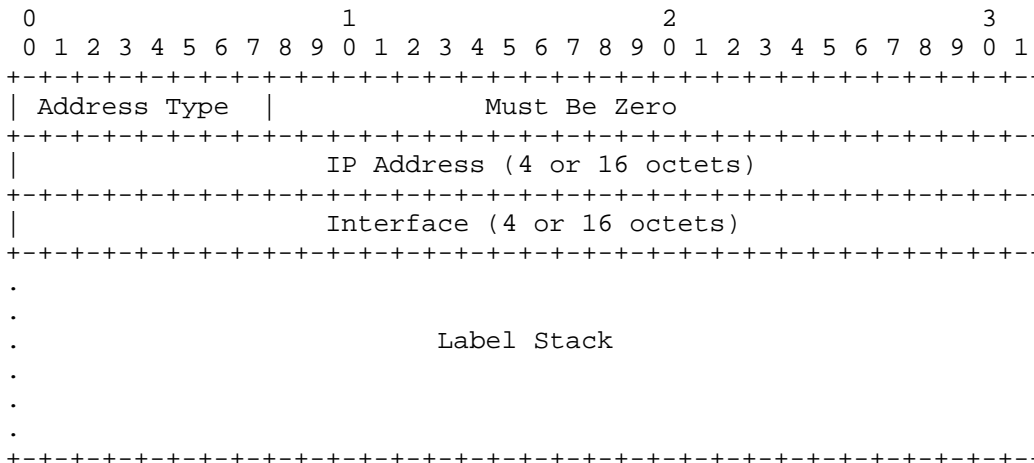 0                   1                   2                   3
 0 1 2 3 4 5 6 7 8 9 0 1 2 3 4 5 6 7 8 9 0 1 2 3 4 5 6 7 8 9 0 1
+-+-+-+-+-+-+-+-+-+-+-+-+-+-+-+-+-+-+-+-+-+-+-+-+-+-+-+-+-+-+-+-
| Address Type  |             Must Be Zero
+-+-+-+-+-+-+-+-+-+-+-+-+-+-+-+-+-+-+-+-+-+-+-+-+-+-+-+-+-+-+-+-
|                   IP Address (4 or 16 octets)
+-+-+-+-+-+-+-+-+-+-+-+-+-+-+-+-+-+-+-+-+-+-+-+-+-+-+-+-+-+-+-+-
|                   Interface (4 or 16 octets)
+-+-+-+-+-+-+-+-+-+-+-+-+-+-+-+-+-+-+-+-+-+-+-+-+-+-+-+-+-+-+-+-
.
.
.                          Label Stack
.
.
.
+-+-+-+-+-+-+-+-+-+-+-+-+-+-+-+-+-+-+-+-+-+-+-+-+-+-+-+-+-+-+-+-